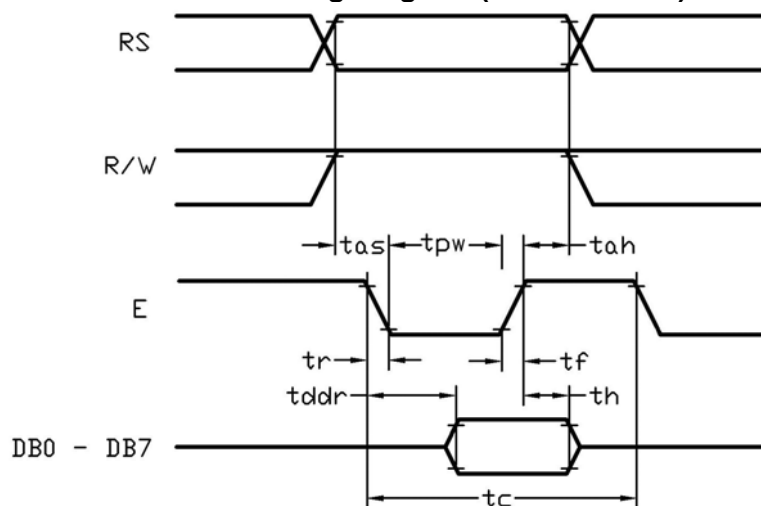 RS
R/W
tas tpw tah
E
tr tf
tddr th
DB0 - DB7
tc